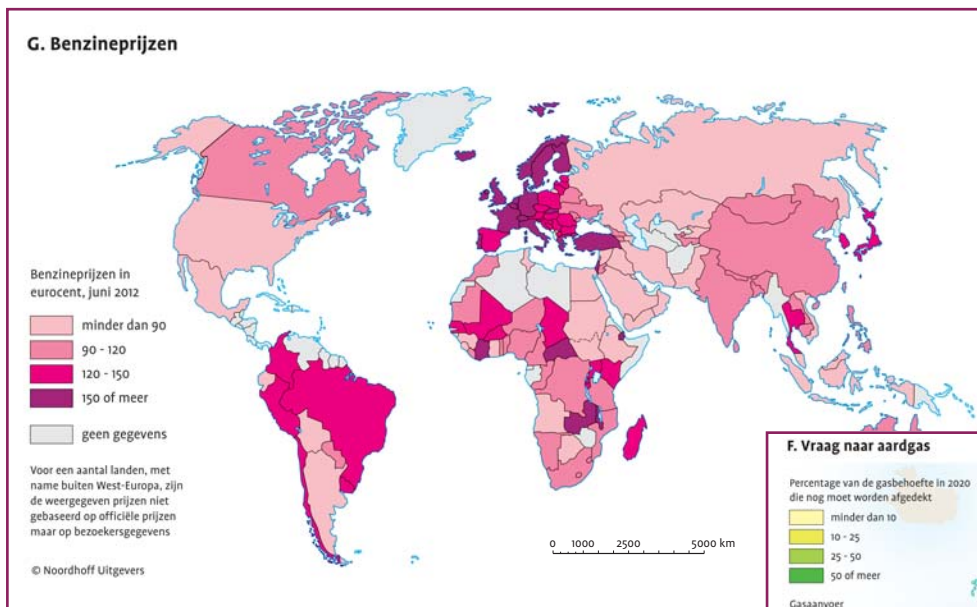 G. Benzineprijzen
Benzineprijzen in
eurocent, juni 2012
minder dan 90
90 - 120
120 - 150
150 of meer
geen gegevens
Voor een aantal landen, met
name buiten West-Europa, zijn
de weergegeven prijzen niet
gebaseerd op officiële prijzen
maar op bezoekersgegevens
© Noordhoff Uitgevers
0 1000 2500 5000 km
F. Vraag naar aardgas
Percentage van de gasbehoefte in 2020
die nog moet worden afgedekt
minder dan 10
10 - 25
25 - 50
50 of meer
Gasaanvoer